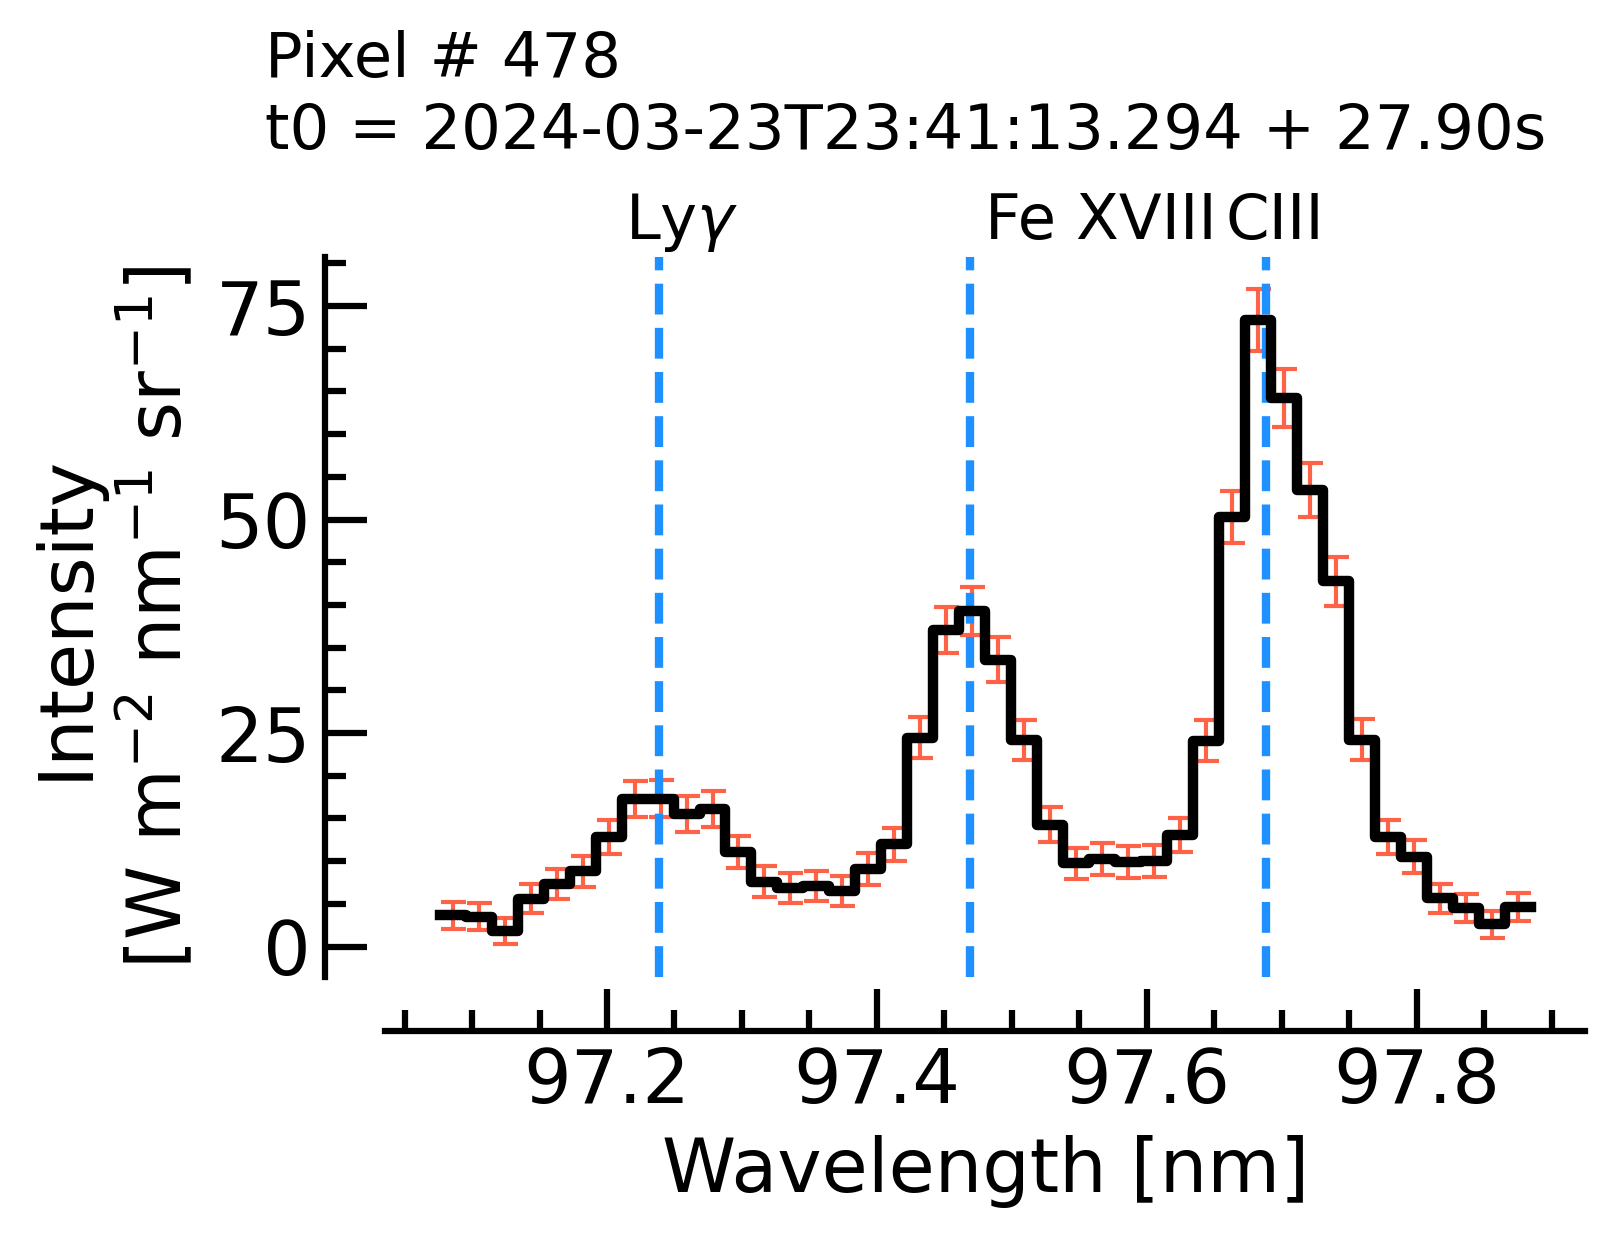 Pixel # 478
t0 = 2024-03-23T23:41:13.294 + 27.90s
Lyγ Fe XVIII CIII
Intensity
[W m⁻² nm⁻¹ sr⁻¹]
75
50
25
0
97.2 97.4 97.6 97.8
Wavelength [nm]